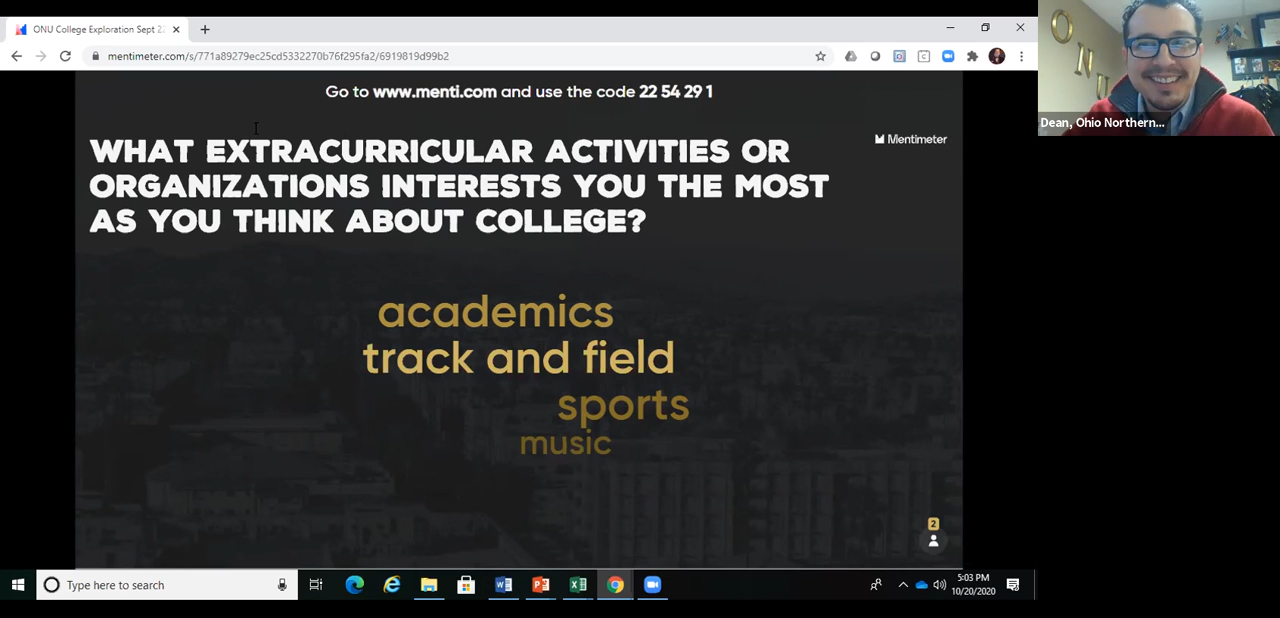 ONU College Exploration Sept 22
mentimeter.com/s/771a89279ec25cd5332270b76f295fa2/6919819d99b2
Go to www.menti.com and use the code 22 54 29 1
Mentimeter
WHAT EXTRACURRICULAR ACTIVITIES OR
ORGANIZATIONS INTERESTS YOU THE MOST
AS YOU THINK ABOUT COLLEGE?
academics
track and field
sports
music
2
O
N
U
Dean, Ohio Northern...
Type here to search
5:03 PM
10/20/2020